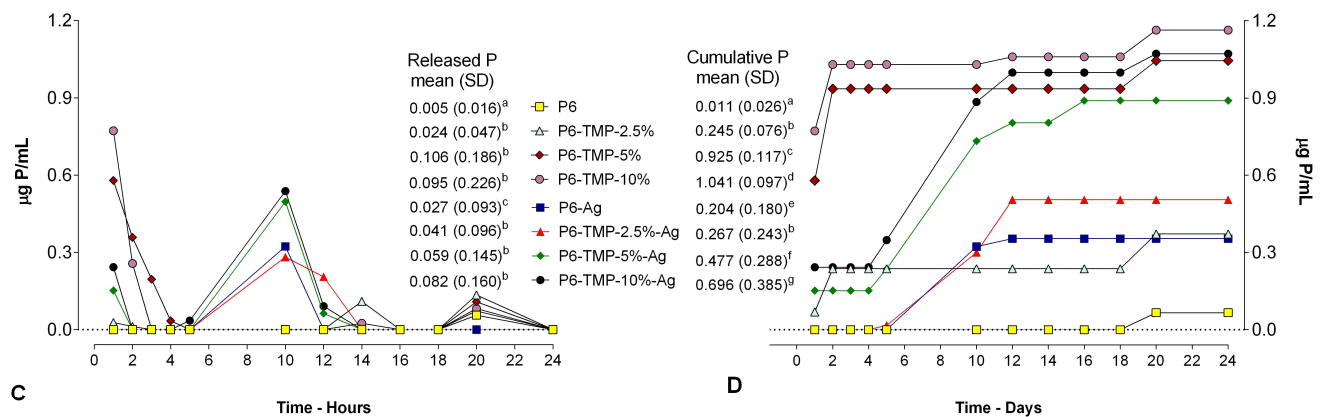 1.2
0.9
0.6
0.3
0.0
µg P/mL
0 2 4 6 8 10 12 14 16 18 20 22 24
Time - Hours
C
Released P
mean (SD)
0.005 (0.016)a
0.024 (0.047)b
0.106 (0.186)b
0.095 (0.226)b
0.027 (0.093)c
0.041 (0.096)b
0.059 (0.145)b
0.082 (0.160)b
P6
P6-TMP-2.5%
P6-TMP-5%
P6-TMP-10%
P6-Ag
P6-TMP-2.5%-Ag
P6-TMP-5%-Ag
P6-TMP-10%-Ag
Cumulative P
mean (SD)
0.011 (0.026)a
0.245 (0.076)b
0.925 (0.117)c
1.041 (0.097)d
0.204 (0.180)e
0.267 (0.243)b
0.477 (0.288)f
0.696 (0.385)g
1.2
0.9
0.6
0.3
0.0
µg P/mL
0 2 4 6 8 10 12 14 16 18 20 22 24
Time - Days
D